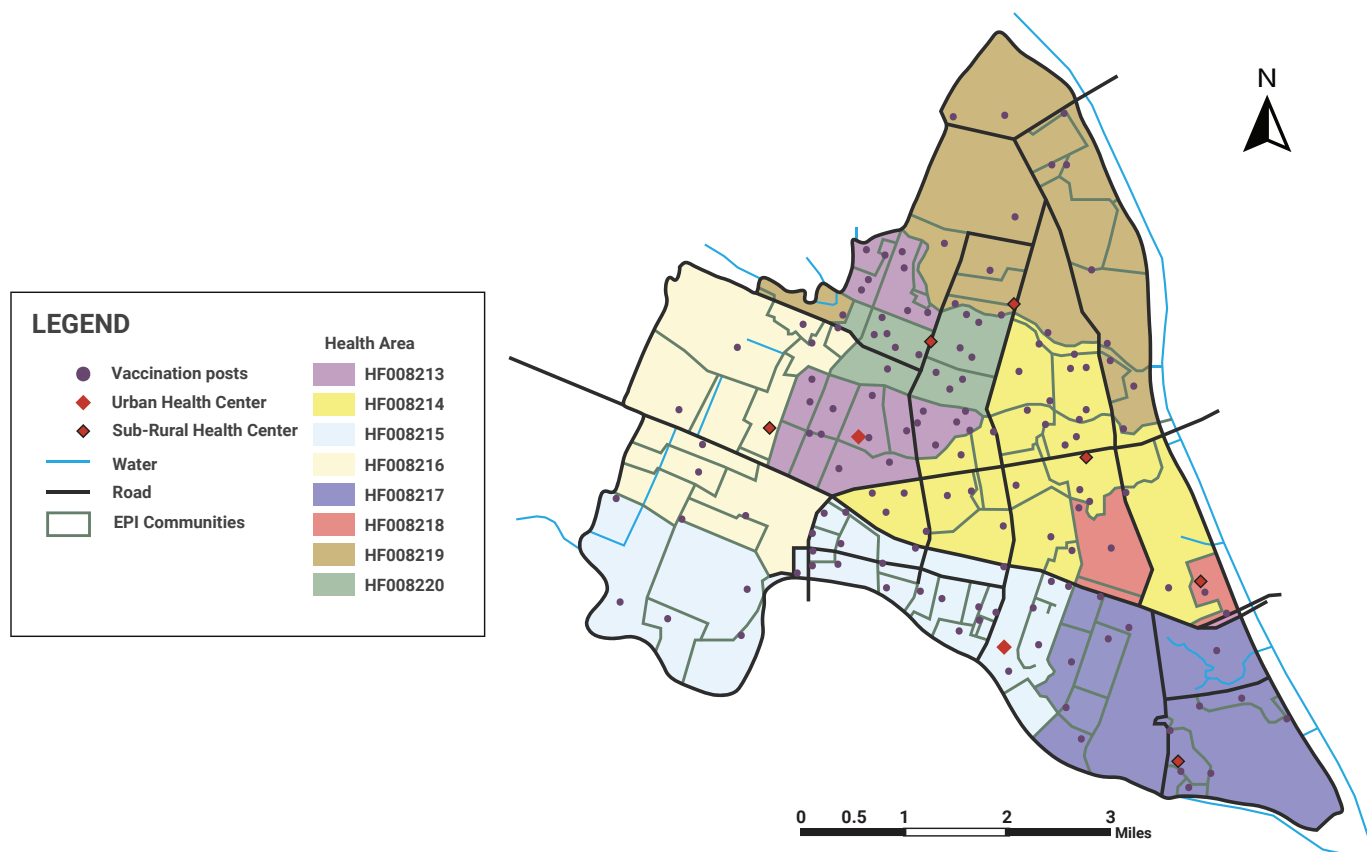 N
LEGEND
Health Area
Vaccination posts
Urban Health Center
Sub-Rural Health Center
Water
Road
EPI Communities
HF008213
HF008214
HF008215
HF008216
HF008217
HF008218
HF008219
HF008220
0 0.5 1 2 3
Miles